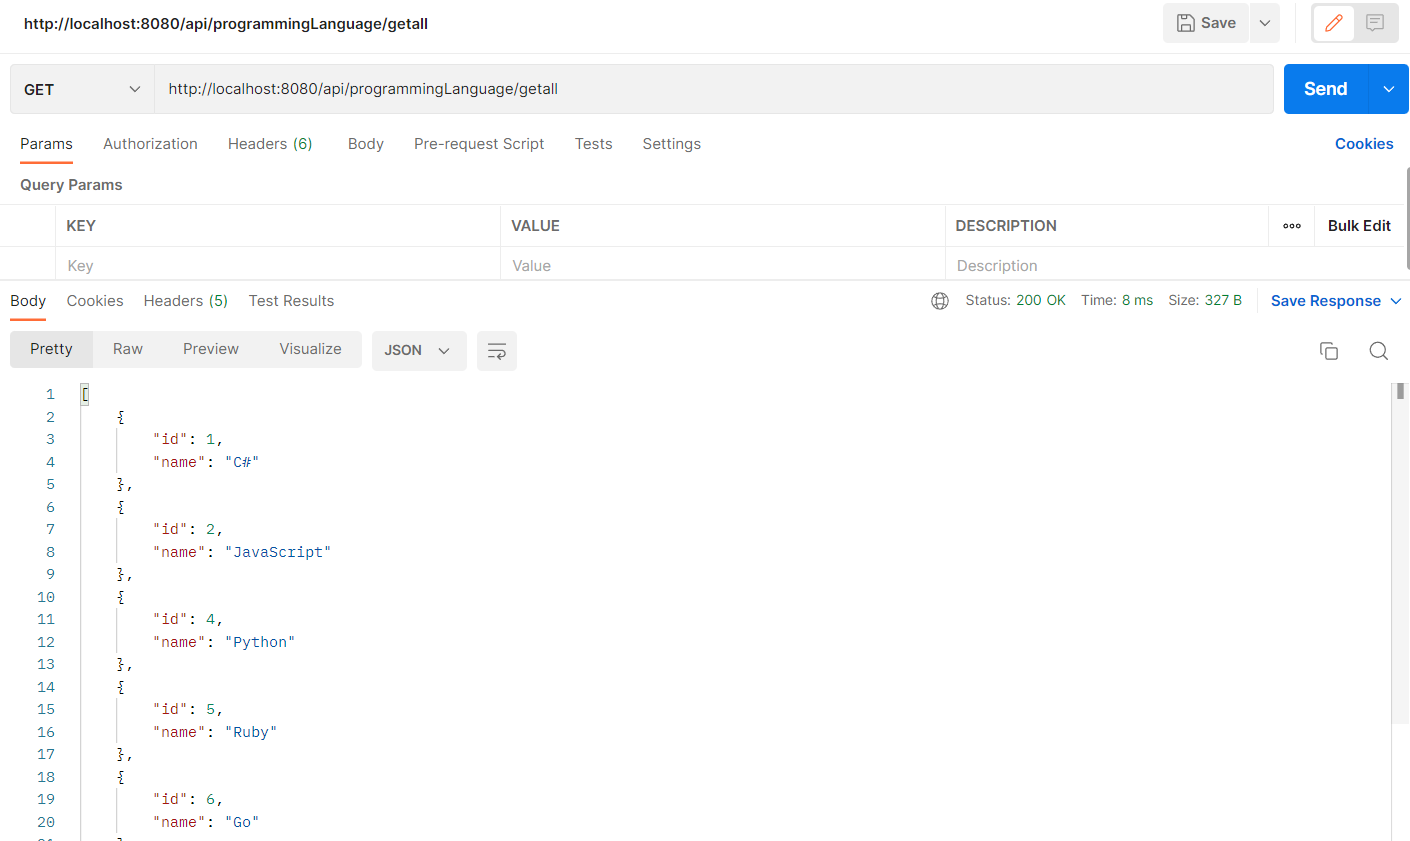 http://localhost:8080/api/programmingLanguage/getall
Save
GET http://localhost:8080/api/programmingLanguage/getall Send
Params Authorization Headers (6) Body Pre-request Script Tests Settings Cookies
Query Params
KEY VALUE DESCRIPTION ooo Bulk Edit
Key Value Description
Body Cookies Headers (5) Test Results Status: 200 OK Time: 8 ms Size: 327 B Save Response
Pretty Raw Preview Visualize JSON
1 [
2 {
3 "id": 1,
4 "name": "C#"
5 },
6 {
7 "id": 2,
8 "name": "JavaScript"
9 },
10 {
11 "id": 4,
12 "name": "Python"
13 },
14 {
15 "id": 5,
16 "name": "Ruby"
17 },
18 {
19 "id": 6,
20 "name": "Go"